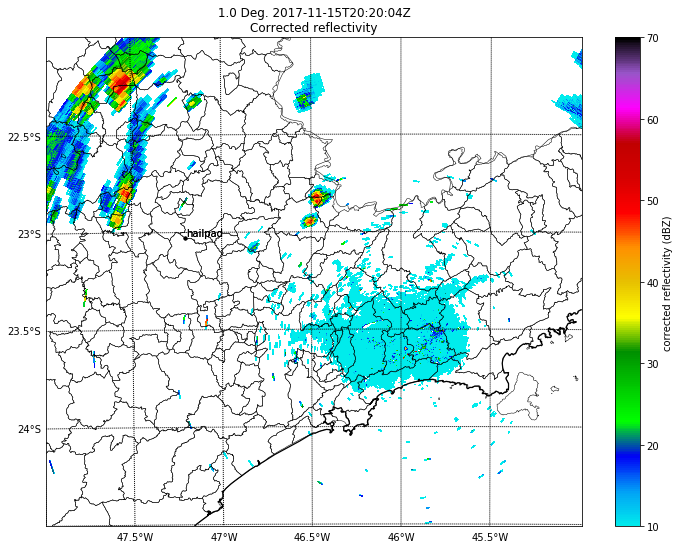 1.0 Deg. 2017-11-15T20:20:04Z
Corrected reflectivity
hailpad
22.5°S
23°S
23.5°S
24°S
47.5°W
47°W
46.5°W
46°W
45.5°W
70
60
50
40
30
20
10
corrected reflectivity (dBZ)